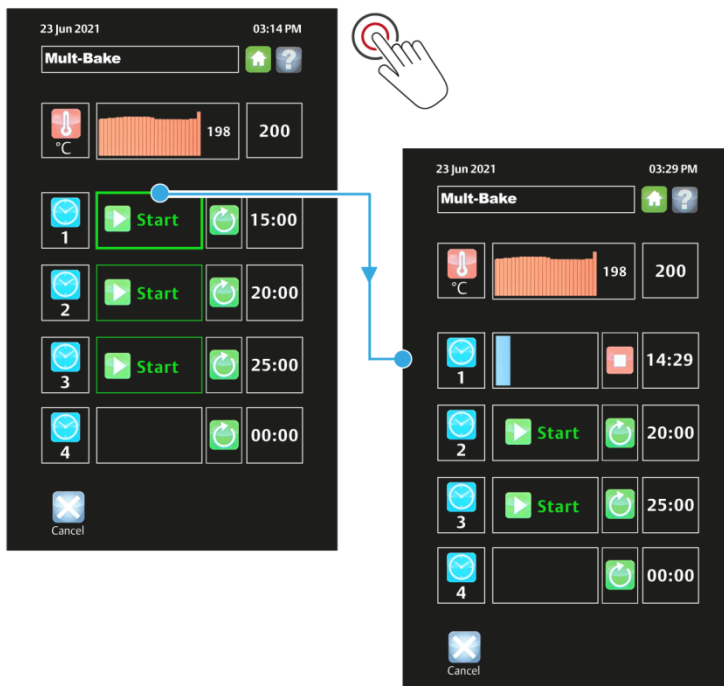 23 Jun 2021 03:14 PM
Mult-Bake
?
°C 198 200
1 Start 15:00
2 Start 20:00
3 Start 25:00
4 00:00
Cancel
23 Jun 2021 03:29 PM
Mult-Bake
?
°C 198 200
1 14:29
2 Start 20:00
3 Start 25:00
4 00:00
Cancel